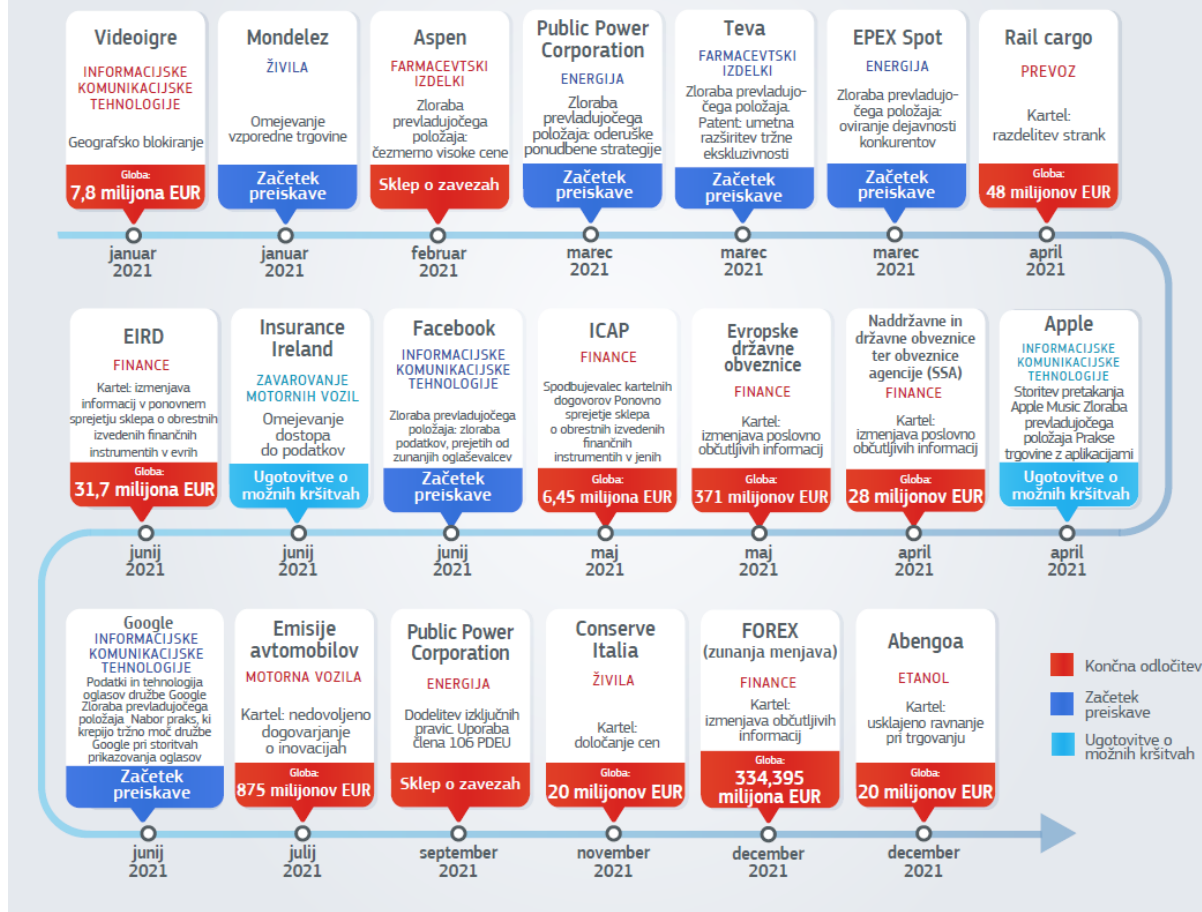 Videoigre
INFORMACIJSKE
KOMUNIKACIJSKE
TEHNOLOGIJE
Geografsko blokiranje
Globa:
7,8 milijona EUR
januar
2021
Mondelez
ŽIVILA
Omejevanje
vzporedne trgovine
Začetek
preiskave
januar
2021
Aspen
FARMACEVTSKI
IZDELKI
Zloraba
prevladujočega
položaja:
čezmerno visoke cene
Sklep o zavezah
februar
2021
Public Power
Corporation
ENERGIJA
Zloraba
prevladujočega
položaja: oderuške
ponudbene strategije
Začetek
preiskave
marec
2021
Teva
FARMACEVTSKI
IZDELKI
Zloraba prevladujo-
čega položaja.
Patent: umetna
razširitev tržne
ekskluzivnosti
Začetek
preiskave
marec
2021
EPEX Spot
ENERGIJA
Zloraba prevladujo-
čega položaja:
oviranje dejavnosti
konkurentov
Začetek
preiskave
marec
2021
Rail cargo
PREVOZ
Kartel:
razdelitev strank
Globa:
48 milijonov EUR
april
2021
EIRD
FINANCE
Kartel: izmenjava
informacij v ponovnem
sprejetju sklepa o obrestnih
izvedenih finančnih
instrumentih v evrih
Globa:
31,7 milijona EUR
junij
2021
Insurance
Ireland
ZAVAROVANJE
MOTORNIH VOZIL
Omejevanje
dostopa
do podatkov
Ugotovitve o
možnih kršitvah
junij
2021
Facebook
INFORMACIJSKE
KOMUNIKACIJSKE
TEHNOLOGIJE
Zloraba prevladujočega
položaja: zloraba
podatkov, prejetih od
zunanjih oglaševalcev
Začetek
preiskave
junij
2021
ICAP
FINANCE
Spodbujevalec kartelnih
dogovorov Ponovno
sprejetje sklepa
o obrestnih izvedenih
finančnih
instrumentih v jenih
Globa:
6,45 milijona EUR
maj
2021
Evropske
državne
obveznice
FINANCE
Kartel:
izmenjava poslovno
občutljivih informacij
Globa:
371 milijonov EUR
maj
2021
Naddržavne in
državne obveznice
ter obveznice
agencije (SSA)
FINANCE
Kartel:
izmenjava poslovno
občutljivih informacij
Globa:
28 milijonov EUR
april
2021
Apple
INFORMACIJSKE
KOMUNIKACIJSKE
TEHNOLOGIJE
Storitev pretakanja
Apple Music Zloraba
prevladujočega
položaja Prakse
trgovine z aplikacijami
Ugotovitve o
možnih kršitvah
april
2021
Google
INFORMACIJSKE
KOMUNIKACIJSKE
TEHNOLOGIJE
Podatki in tehnologija
oglasov družbe Google
Zloraba prevladujočega
položaja Nabor praks, ki
krepijo tržno moč družbe
Google pri storitvah
prikazovanja oglasov
Začetek
preiskave
junij
2021
Emisije
avtomobilov
MOTORNA VOZILA
Kartel: nedovoljeno
dogovarjanje
o inovacijah
Globa:
875 milijonov EUR
julij
2021
Public Power
Corporation
ENERGIJA
Dodelitev izključnih
pravic. Uporaba
člena 106 PDEU
Sklep o zavezah
september
2021
Conserve
Italia
ŽIVILA
Kartel:
določanje cen
Globa:
20 milijonov EUR
november
2021
FOREX
(zunanja menjava)
FINANCE
Kartel:
izmenjava občutljivih
informacij
Globa:
334,395
milijona EUR
december
2021
Abengoa
ETANOL
Kartel:
usklajeno ravnanje
pri trgovanju
Globa:
20 milijonov EUR
december
2021
Končna odločitev
Začetek
preiskave
Ugotovitve o
možnih kršitvah